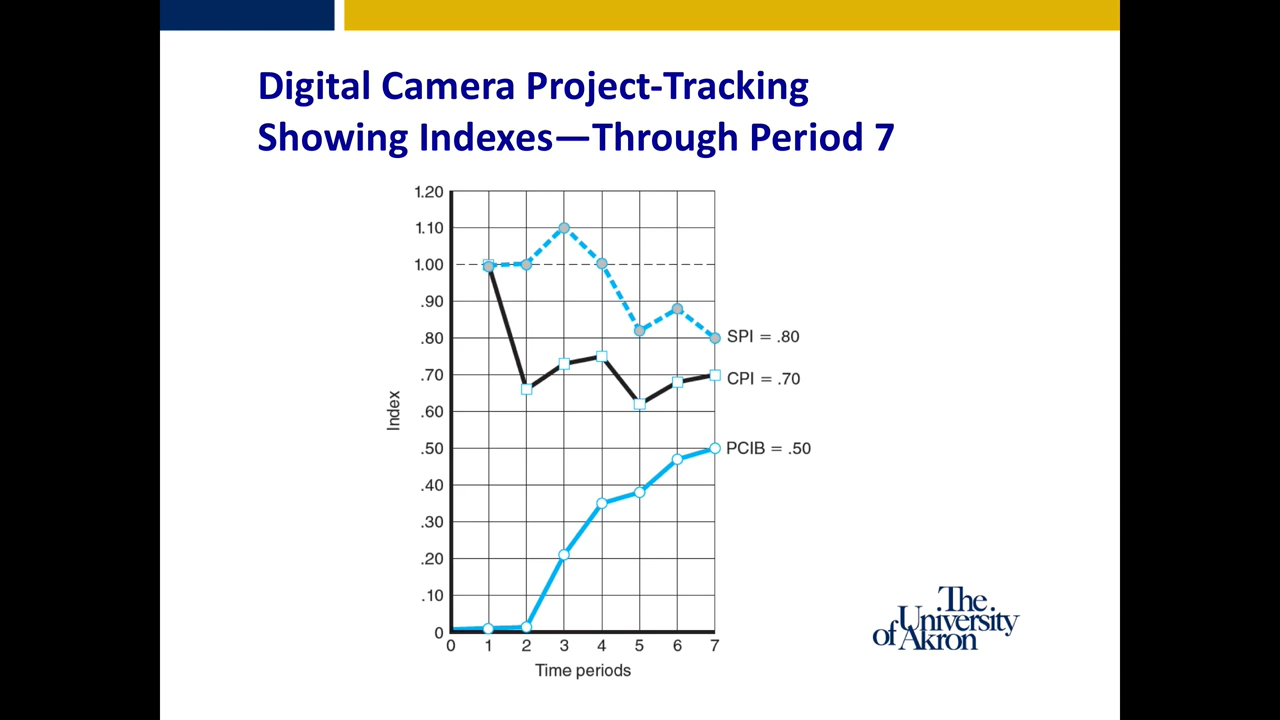 Digital Camera Project-Tracking
Showing Indexes—Through Period 7
1.20
1.10
1.00
.90
.80
.70
.60
.50
.40
.30
.20
.10
0
Index
SPI = .80
CPI = .70
PCIB = .50
0 1 2 3 4 5 6 7
Time periods
The
University
of Akron